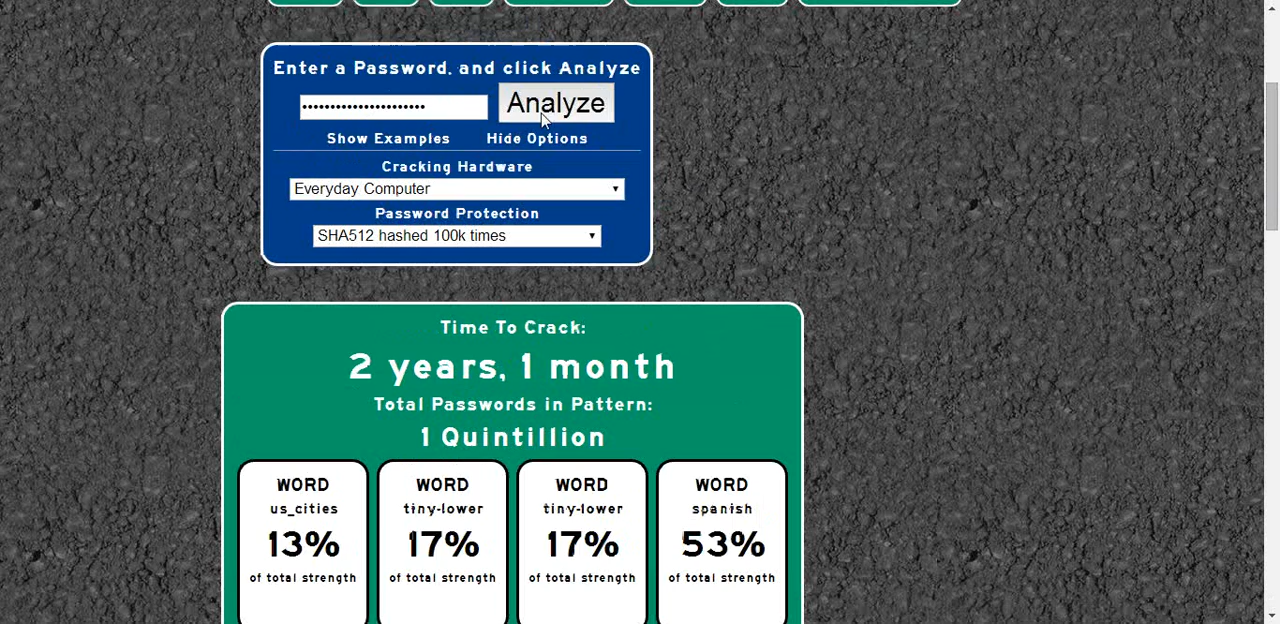 Enter a Password, and click Analyze
•••••••••••••••••••••• Analyze
Show Examples Hide Options
Cracking Hardware
Everyday Computer
Password Protection
SHA512 hashed 100k times
Time To Crack:
2 years, 1 month
Total Passwords in Pattern:
1 Quintillion
WORD WORD WORD WORD
us_cities tiny-lower tiny-lower spanish
13% 17% 17% 53%
of total strength of total strength of total strength of total strength